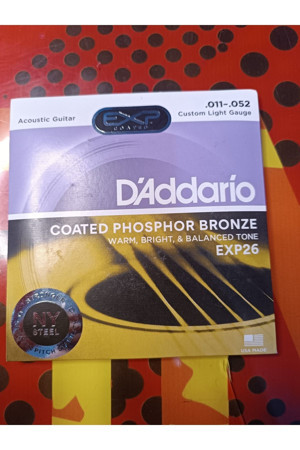 Acoustic Guitar
EXP
COATED
.011-.052
Custom Light Gauge
D'Addario
COATED PHOSPHOR BRONZE
WARM, BRIGHT, & BALANCED TONE
EXP26
NY
STEEL
PITCH
USA MADE